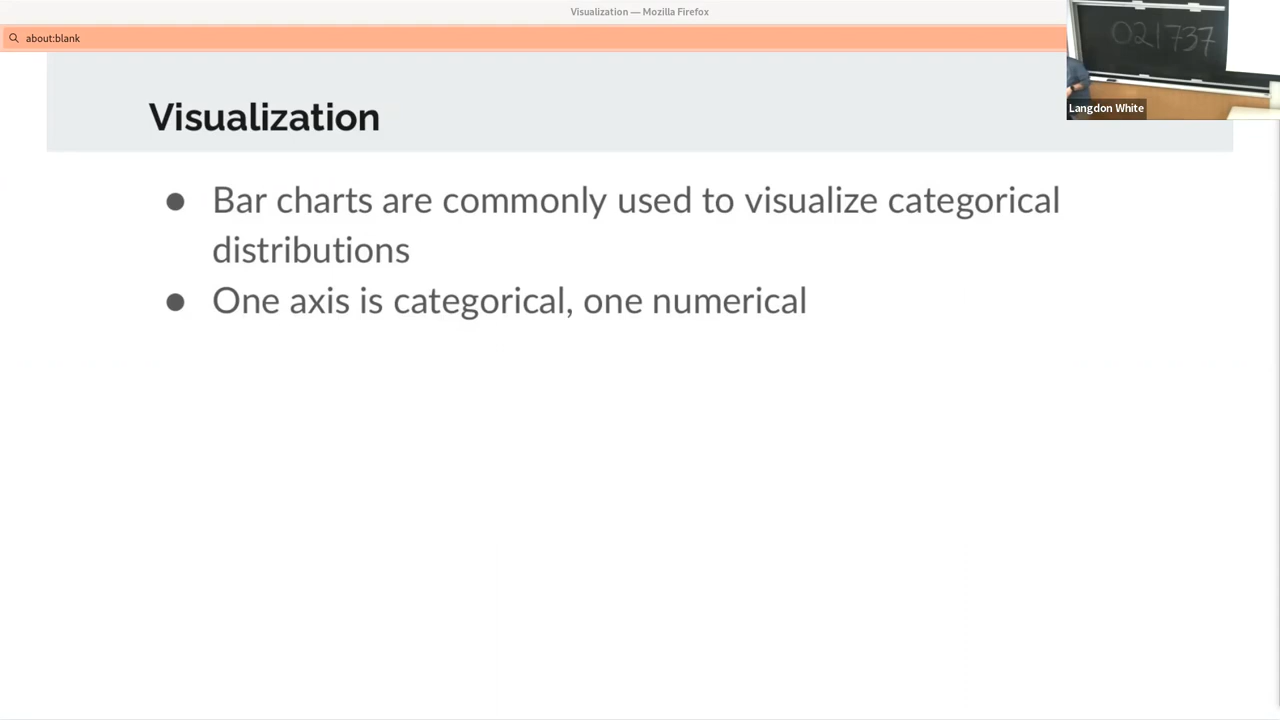 Visualization — Mozilla Firefox
about:blank
021737
Langdon White
Visualization
● Bar charts are commonly used to visualize categorical
distributions
● One axis is categorical, one numerical